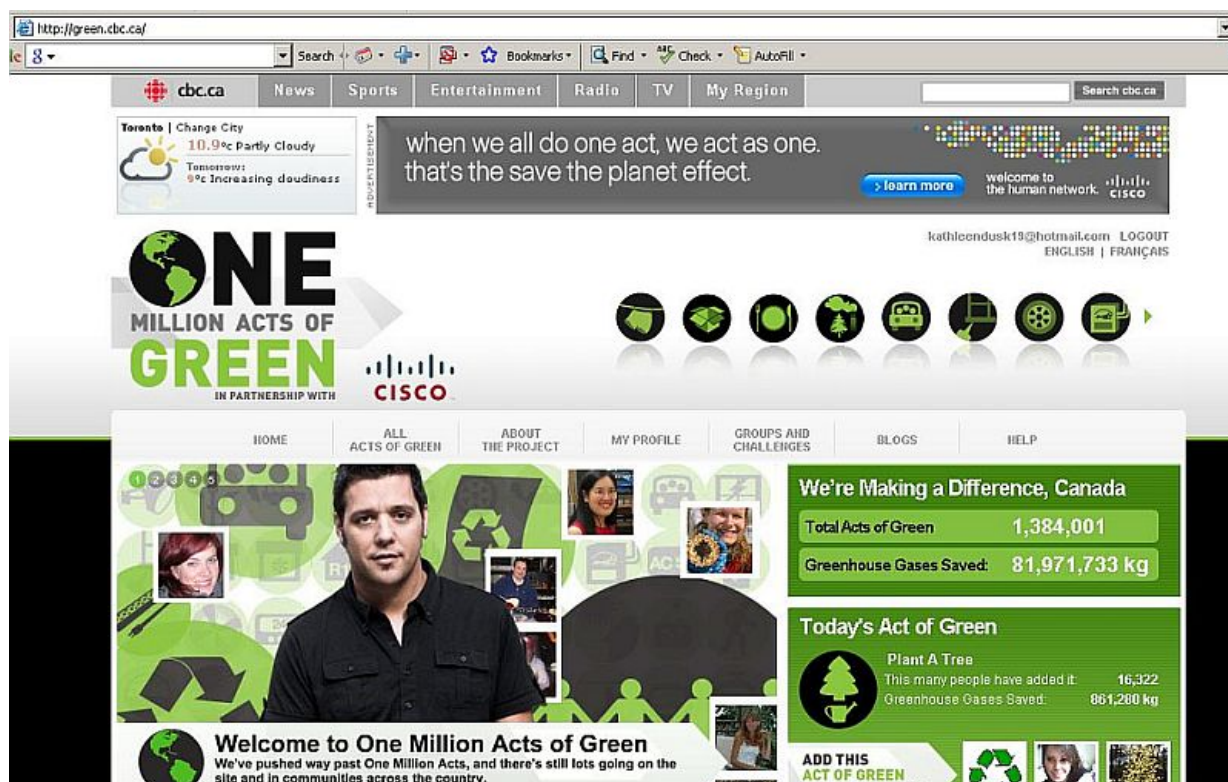 http://green.cbc.ca/
Search Bookmarks Find Check AutoFill
cbc.ca News Sports Entertainment Radio TV My Region Search cbc.ca
Toronto | Change City
10.9°c Partly Cloudy
Tomorrow:
9°c Increasing cloudiness
ADVERTISEMENT
when we all do one act, we act as one.
that's the save the planet effect.
learn more
welcome to
the human network.
CISCO
kathleendusk19@hotmail.com LOGOUT
ENGLISH | FRANÇAIS
ONE
MILLION ACTS OF
GREEN
IN PARTNERSHIP WITH
CISCO
HOME
ALL
ACTS OF GREEN
ABOUT
THE PROJECT
MY PROFILE
GROUPS AND
CHALLENGES
BLOGS
HELP
1 2 3 4 5
We're Making a Difference, Canada
Total Acts of Green 1,384,001
Greenhouse Gases Saved: 81,971,733 kg
Today's Act of Green
Plant A Tree
This many people have added it: 16,322
Greenhouse Gases Saved: 861,280 kg
ADD THIS
ACT OF GREEN
Welcome to One Million Acts of Green
We've pushed way past One Million Acts, and there's still lots going on the
site and in communities across the country.